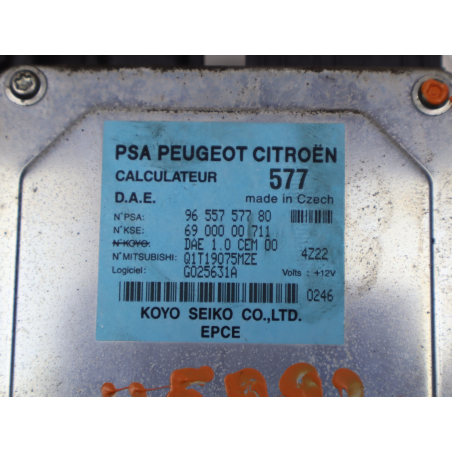 PSA PEUGEOT CITROËN
CALCULATEUR 577
D.A.E. made in Czech
N°PSA: 96 557 577 80
N°KSE: 69 000 00 711
N°KOYO: DAE 1.0 CEM 00
N°MITSUBISHI: Q1T19075MZE 4Z22
Logiciel: G025631A Volts : +12V
0246
KOYO SEIKO CO.,LTD.
EPCE